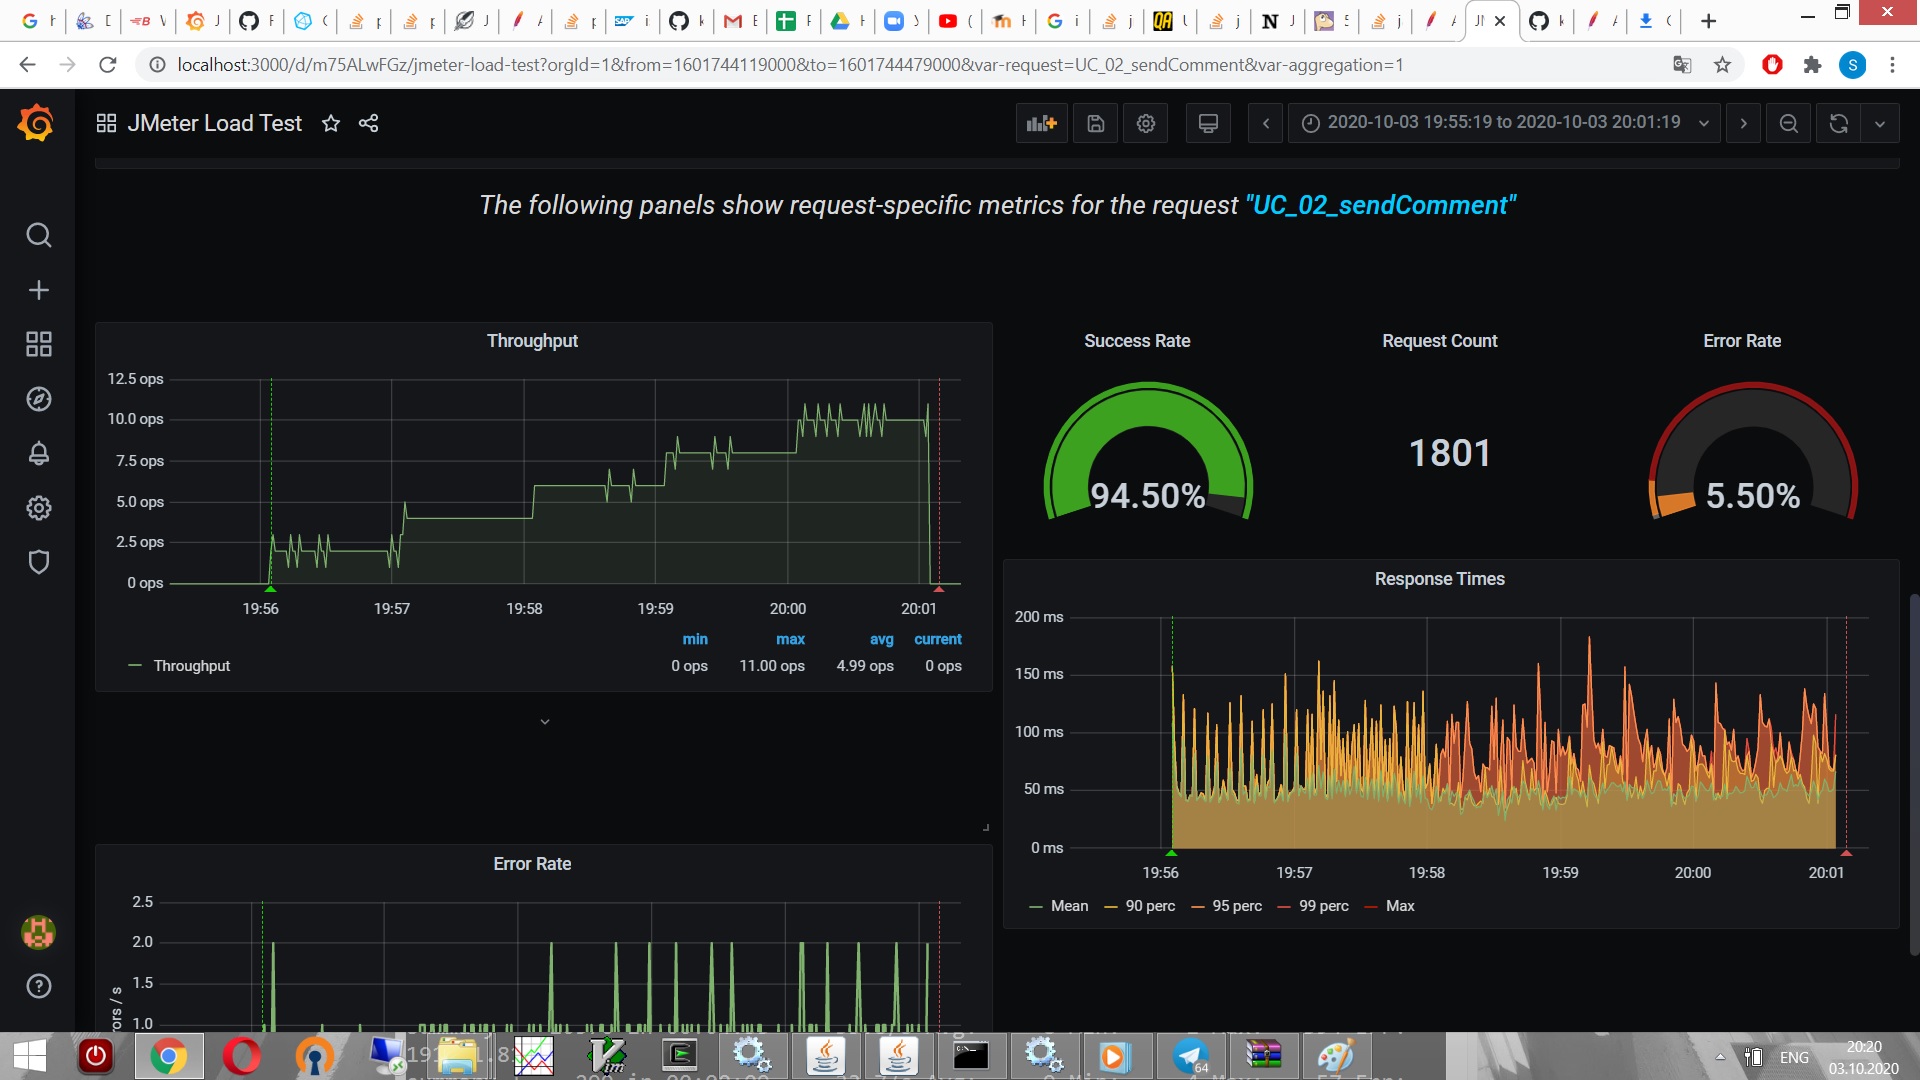 localhost:3000/d/m75ALwFGz/jmeter-load-test?orgId=1&from=1601744119000&to=1601744479000&var-request=UC_02_sendComment&var-aggregation=1
S
JMeter Load Test
2020-10-03 19:55:19 to 2020-10-03 20:01:19
The following panels show request-specific metrics for the request "UC_02_sendComment"
Throughput
12.5 ops
10.0 ops
7.5 ops
5.0 ops
2.5 ops
0 ops
19:56 19:57 19:58 19:59 20:00 20:01
min max avg current
Throughput 0 ops 11.00 ops 4.99 ops 0 ops
Success Rate
94.50%
Request Count
1801
Error Rate
5.50%
Response Times
200 ms
150 ms
100 ms
50 ms
0 ms
19:56 19:57 19:58 19:59 20:00 20:01
Mean 90 perc 95 perc 99 perc Max
Error Rate
2.5
2.0
1.5
1.0
64
ENG
20:20
03.10.2020